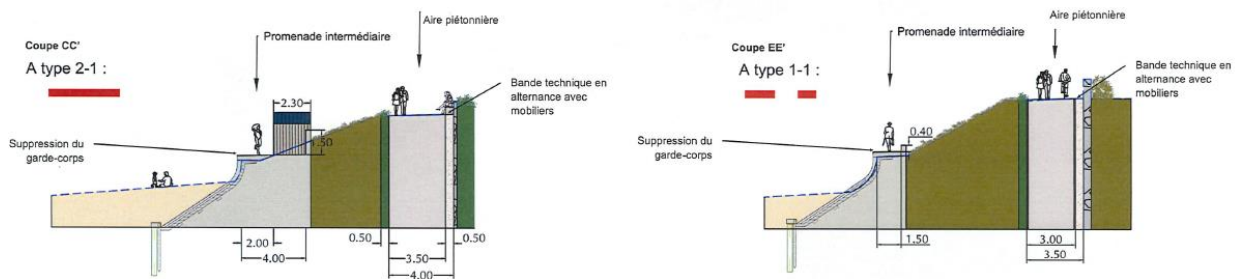 Coupe CC'
A type 2-1 :
Promenade intermédiaire
Aire piétonnière
Bande technique en
alternance avec
mobiliers
Suppression du
garde-corps
2.30
2.00
4.00
0.50
3.50
4.00
0.50
Coupe EE'
A type 1-1 :
Promenade intermédiaire
Aire piétonnière
Bande technique en
alternance avec
mobiliers
Suppression du
garde-corps
0.40
1.50
3.00
3.50